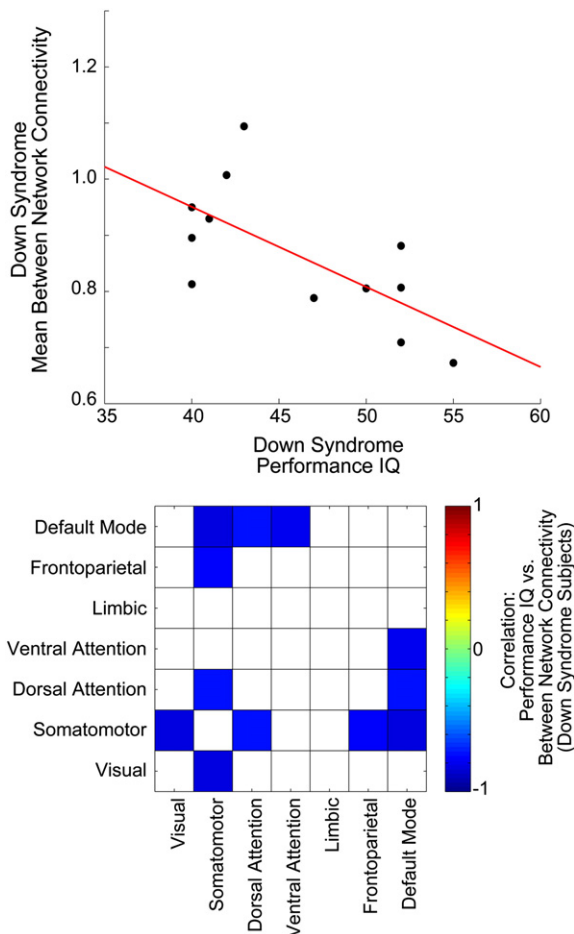 Down Syndrome
Mean Between Network Connectivity
1.2
1.0
0.8
0.6
35
40
45
50
55
60
Down Syndrome
Performance IQ
Default Mode
Frontoparietal
Limbic
Ventral Attention
Dorsal Attention
Somatomotor
Visual
Visual
Somatomotor
Dorsal Attention
Ventral Attention
Limbic
Frontoparietal
Default Mode
1
0
-1
Correlation:
Performance IQ vs.
Between Network Connectivity
(Down Syndrome Subjects)